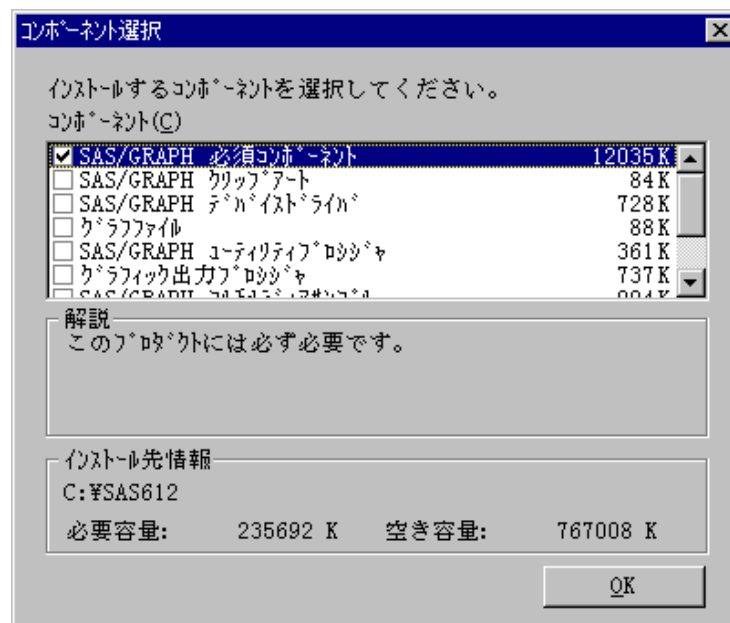 コンポーネント選択
インストールするコンポーネントを選択してください。
コンポーネント(C)
SAS/GRAPH 必須コンポーネント 12035K
SAS/GRAPH クリップアート 84K
SAS/GRAPH デバイスドライバ 728K
グラフファイル 88K
SAS/GRAPH ユーティリティプロシジャ 361K
グラフィック出力プロシジャ 737K
SAS/GRAPH
解説
このプロダクトには必ず必要です。
インストール先情報
C:¥SAS612
必要容量: 235692 K 空き容量: 767008 K
OK